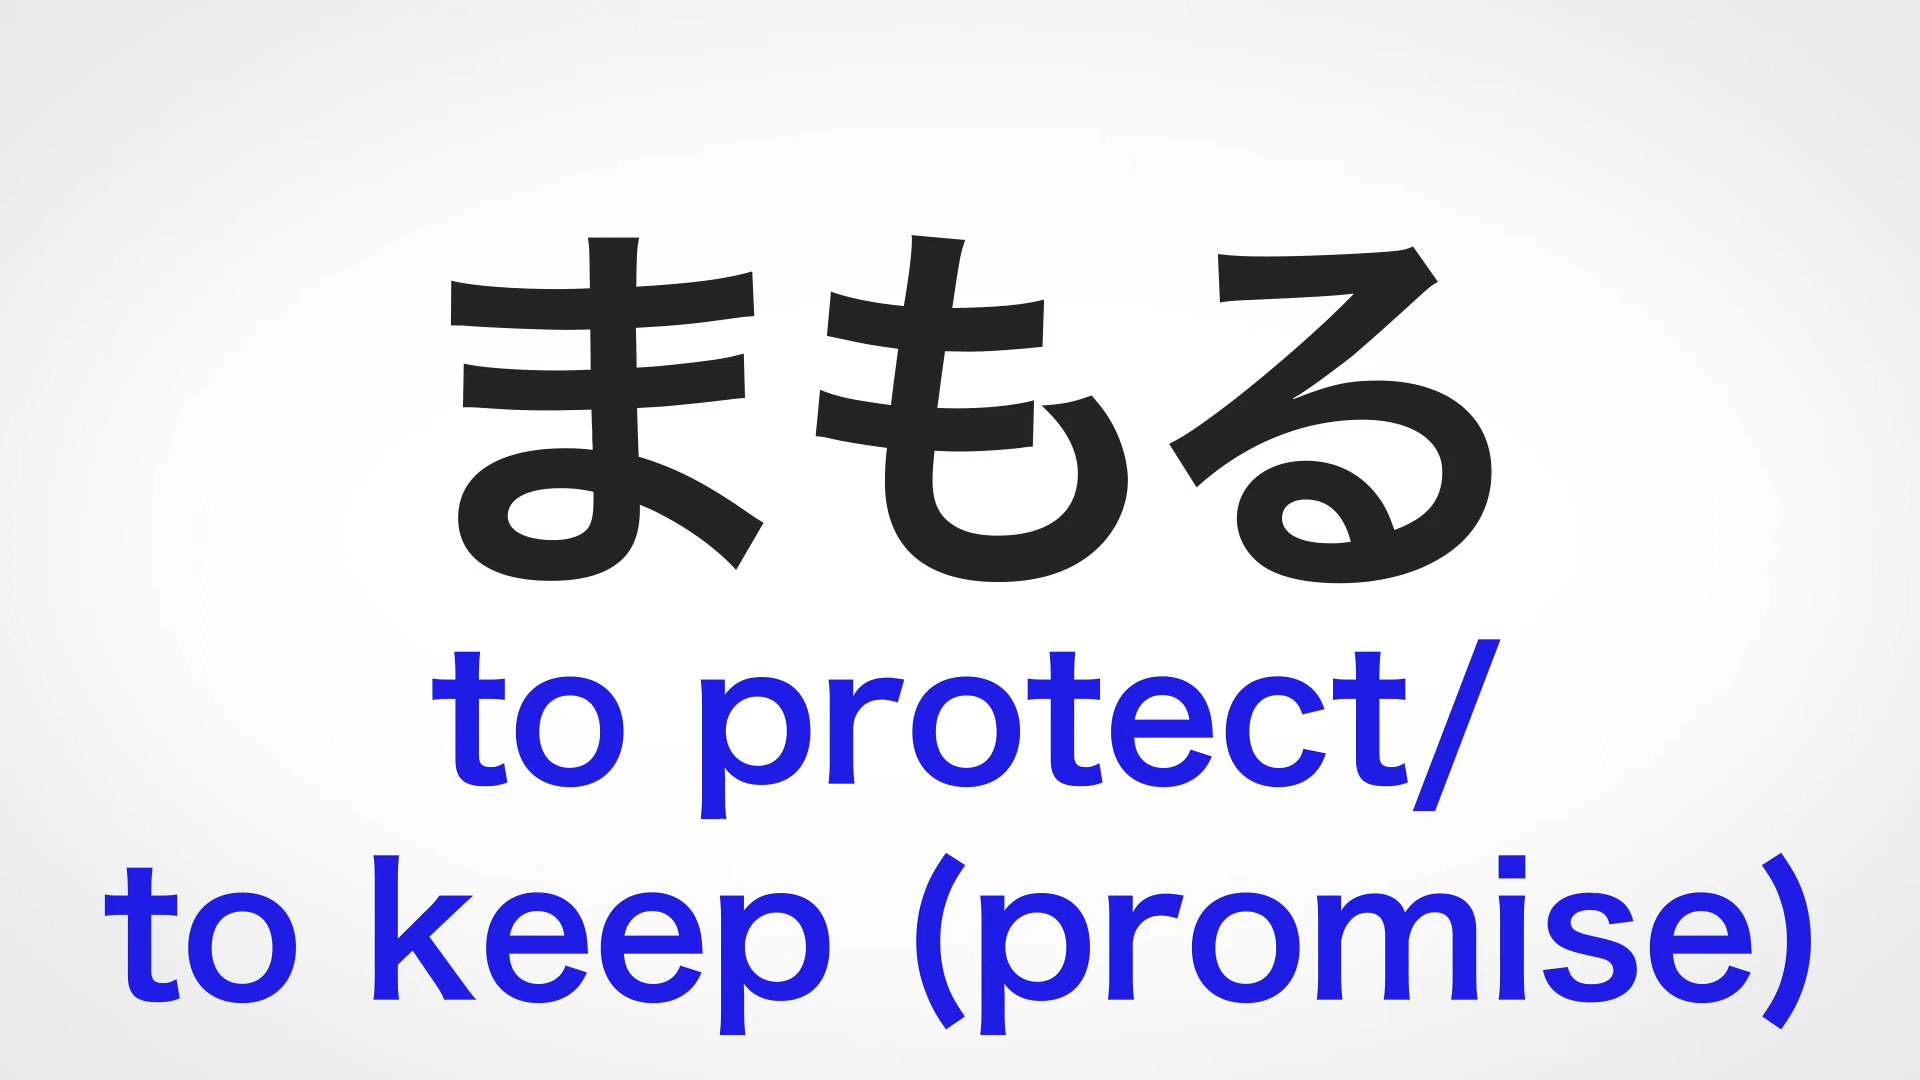 まもる
to protect/
to keep (promise)